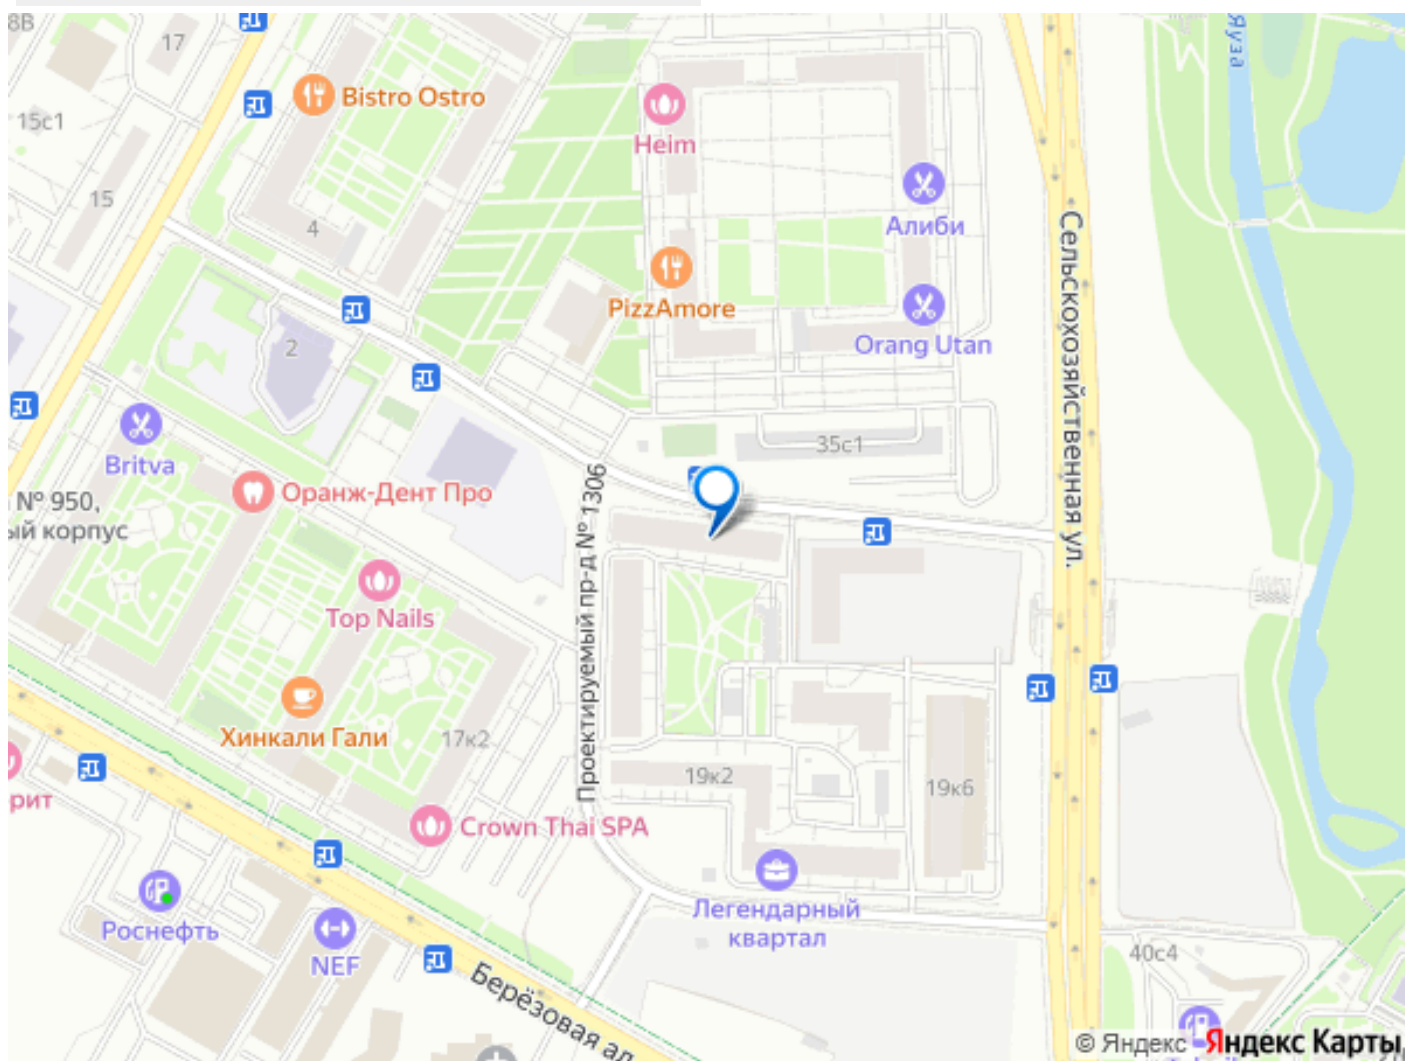 8В
17
Bistro Ostro
15с1
Heim
Яуза
15
4
Алиби
PizzAmore
Orang Utan
2
Сельскохозяйственная ул.
Britva
35с1
Оранж-Дент Про
№ 950,
ый корпус
Проектируемый пр-д № 1306
Top Nails
Хинкали Гали
17к2
19к2
19к6
рит
Crown Thai SPA
Роснефть
Легендарный
квартал
NEF
40с4
Берёзовая ал
© Яндекс Яндекс Карты